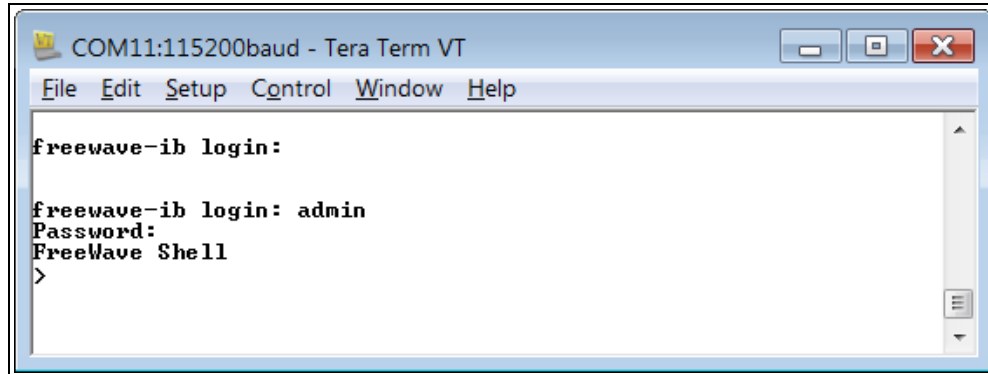 COM11:115200baud - Tera Term VT
File Edit Setup Control Window Help
freewave-ib login:
freewave-ib login: admin
Password:
FreeWave Shell
>